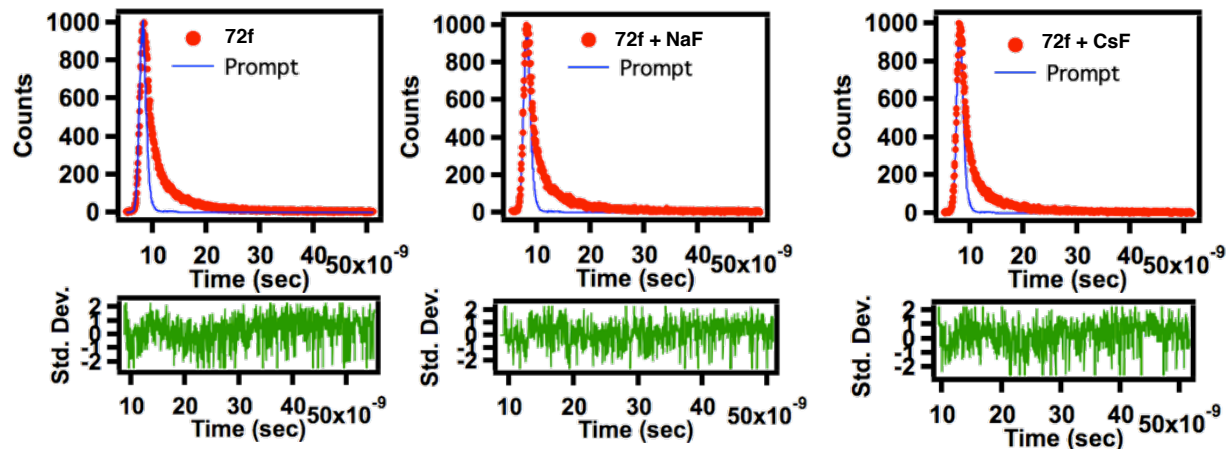 Counts
1000
800
600
400
200
0
72f
Prompt
10 20 30 40 50x10⁻⁹
Time (sec)
Counts
1000
800
600
400
200
0
72f + NaF
Prompt
10 20 30 40 50x10⁻⁹
Time (sec)
Counts
1000
800
600
400
200
0
72f + CsF
Prompt
10 20 30 40 50x10⁻⁹
Time (sec)
Std. Dev.
2
1
0
-2
10 20 30 40 50x10⁻⁹
Time (sec)
Std. Dev.
2
1
0
-2
10 20 30 40 50x10⁻⁹
Time (sec)
Std. Dev.
2
1
0
-2
10 20 30 40 50x10⁻⁹
Time (sec)